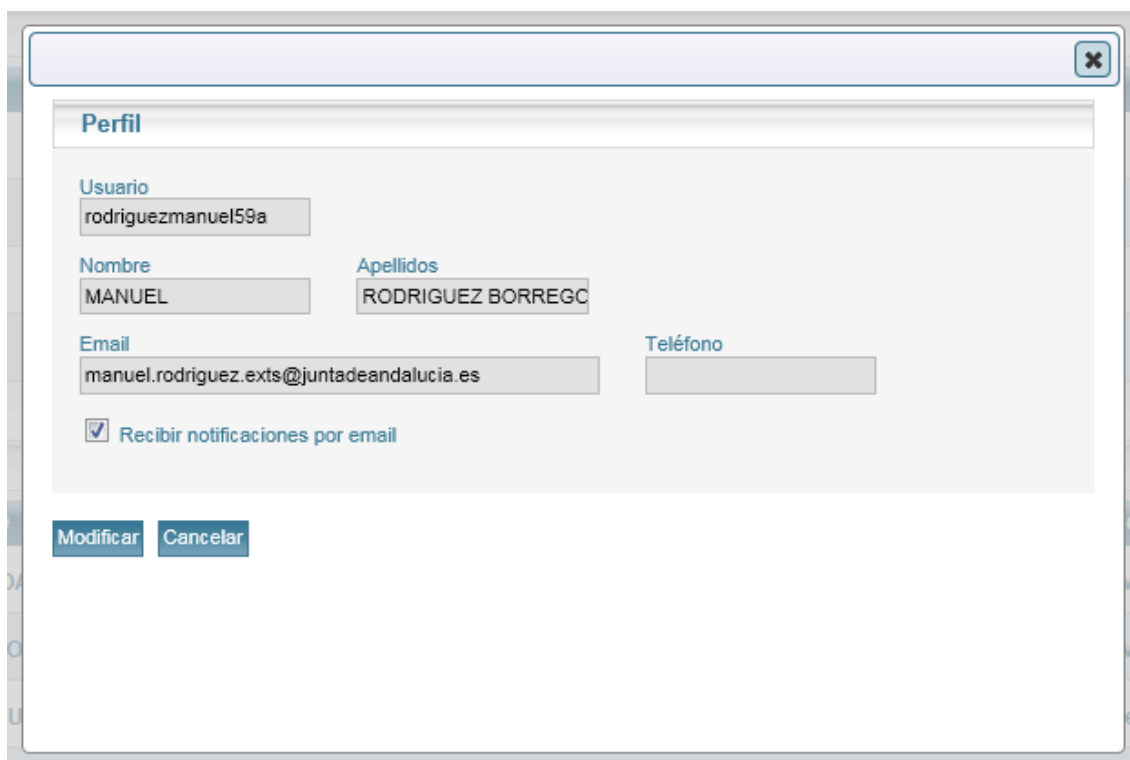 Perfil
Usuario
rodriguezmanuel59a
Nombre Apellidos
MANUEL RODRIGUEZ BORREGO
Email Teléfono
manuel.rodriguez.exts@juntadeandalucia.es
Recibir notificaciones por email
Modificar Cancelar